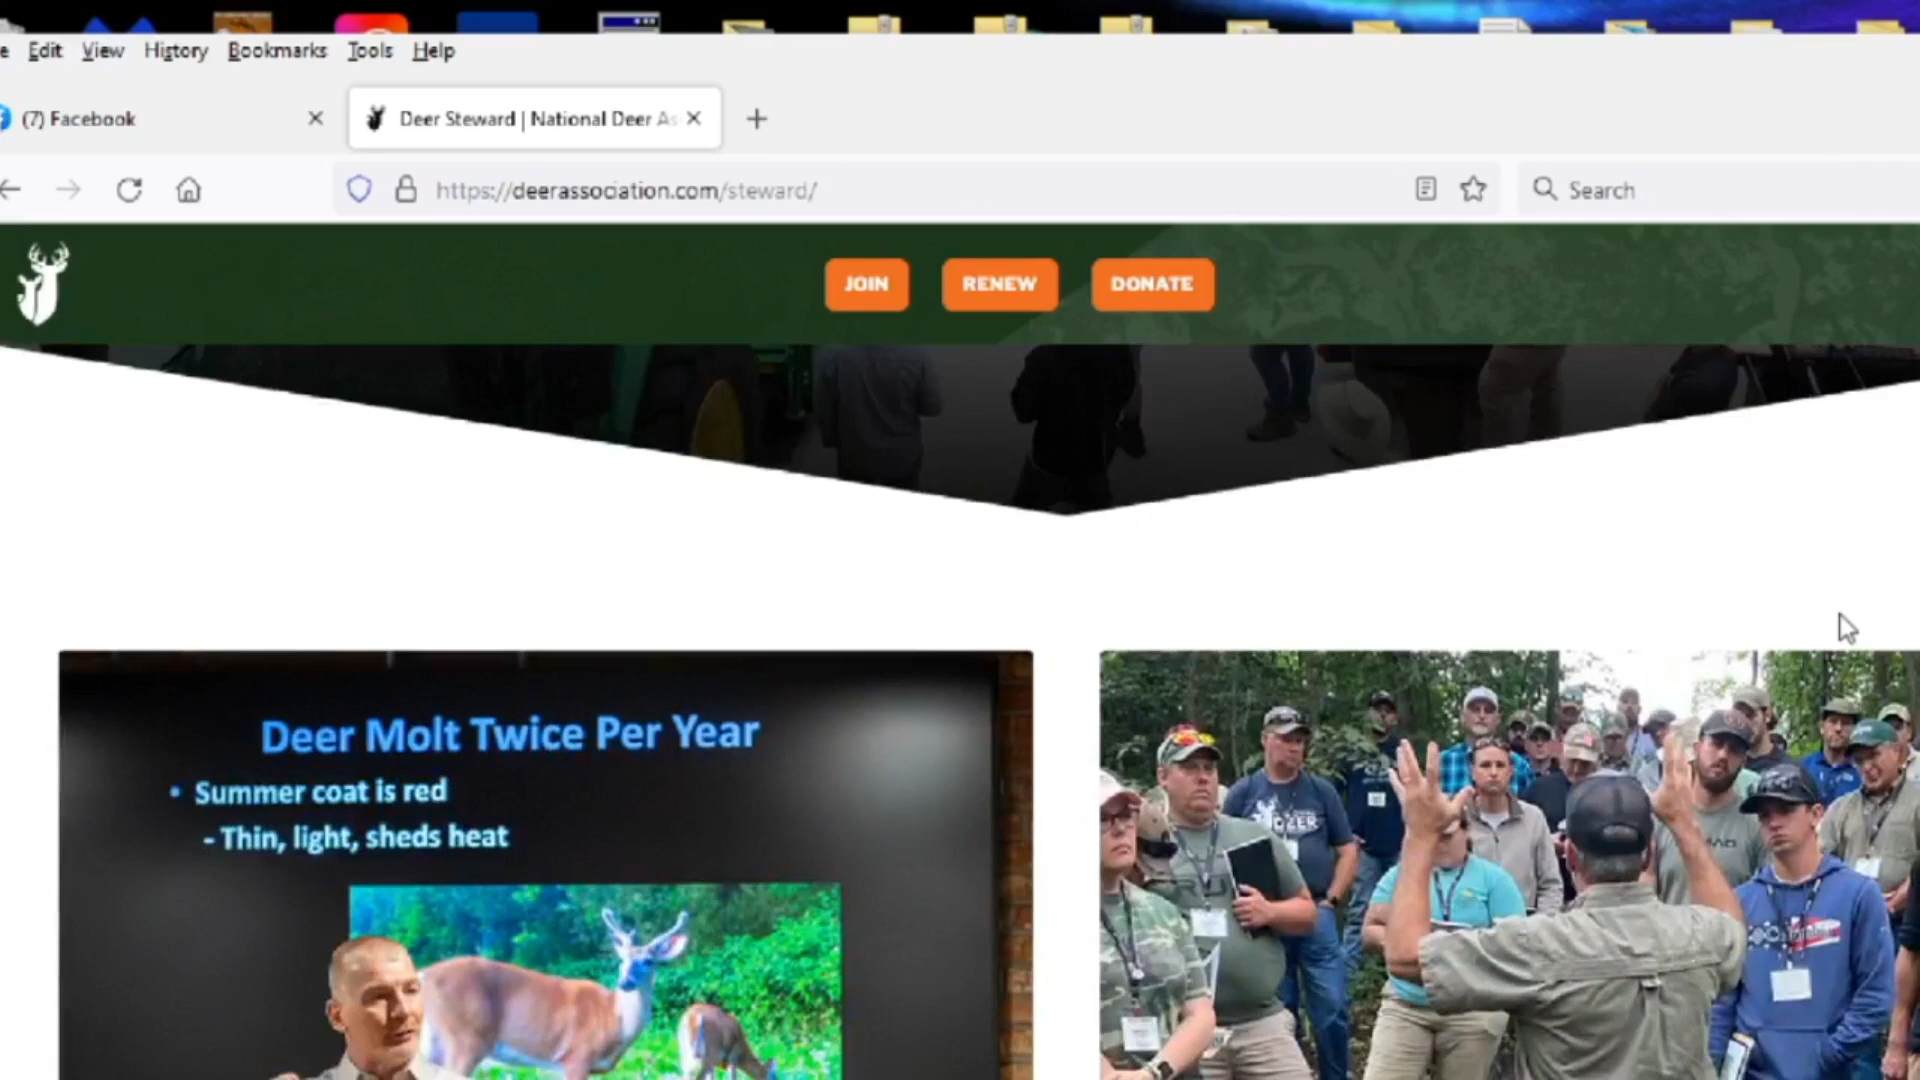 Edit View History Bookmarks Tools Help
(7) Facebook
Deer Steward | National Deer As
https://deerassociation.com/steward/
Search
JOIN RENEW DONATE
Deer Molt Twice Per Year
• Summer coat is red
- Thin, light, sheds heat